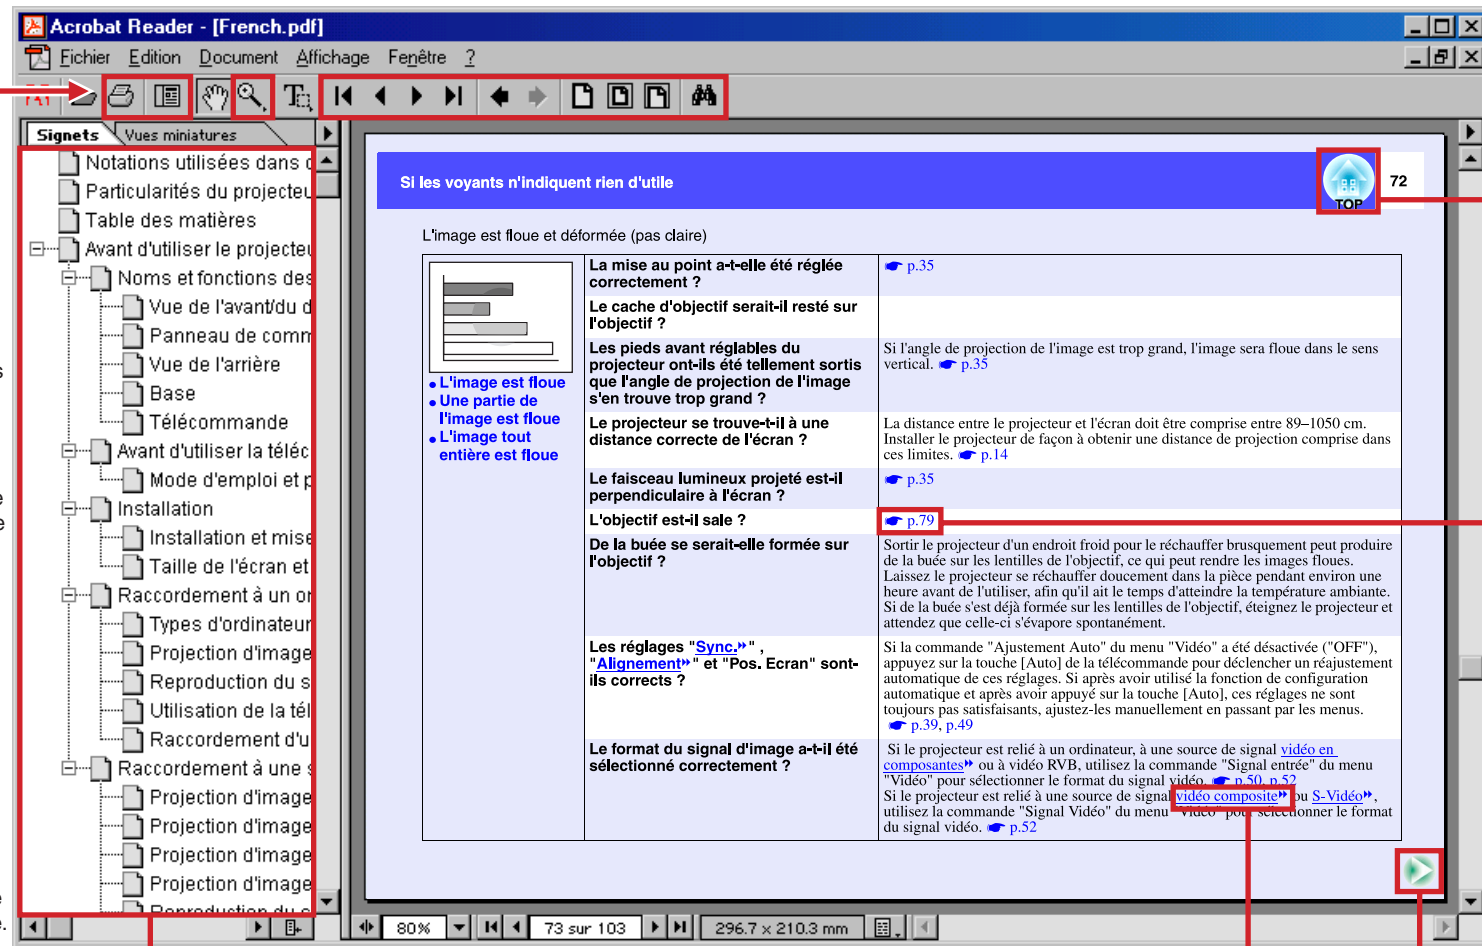 Acrobat Reader - [French.pdf]
Fichier Edition Document Affichage Fenêtre ?
Signets Vues miniatures
Notations utilisées dans
Particularités du projecteu
Table des matières
Avant d'utiliser le projecteu
Noms et fonctions des
Vue de l'avant/du d
Panneau de comm
Vue de l'arrière
Base
Télécommande
Avant d'utiliser la téléc
Mode d'emploi et p
Installation
Installation et mise
Taille de l'écran et
Raccordement à un or
Types d'ordinateur
Projection d'image
Reproduction du s
Utilisation de la tél
Raccordement d'u
Raccordement à une s
Projection d'image
Projection d'image
Projection d'image
Projection d'image
Reproduction du s
s
e
e
e
e.
Si les voyants n'indiquent rien d'utile
TOP
72
L'image est floue et déformée (pas claire)
• L'image est floue
• Une partie de
l'image est floue
• L'image tout
entière est floue
La mise au point a-t-elle été réglée
correctement ?
☛ p.35
Le cache d'objectif serait-il resté sur
l'objectif ?
Les pieds avant réglables du
projecteur ont-ils été tellement sortis
que l'angle de projection de l'image
s'en trouve trop grand ?
Si l'angle de projection de l'image est trop grand, l'image sera floue dans le sens
vertical. ☛ p.35
Le projecteur se trouve-t-il à une
distance correcte de l'écran ?
La distance entre le projecteur et l'écran doit être comprise entre 89–1050 cm.
Installer le projecteur de façon à obtenir une distance de projection comprise dans
ces limites. ☛ p.14
Le faisceau lumineux projeté est-il
perpendiculaire à l'écran ?
☛ p.35
L'objectif est-il sale ?
☛ p.79
De la buée se serait-elle formée sur
l'objectif ?
Sortir le projecteur d'un endroit froid pour le réchauffer brusquement peut produire
de la buée sur les lentilles de l'objectif, ce qui peut rendre les images floues.
Laissez le projecteur se réchauffer doucement dans la pièce pendant environ une
heure avant de l'utiliser, afin qu'il ait le temps d'atteindre la température ambiante.
Si de la buée s'est déjà formée sur les lentilles de l'objectif, éteignez le projecteur et
attendez que celle-ci s'évapore spontanément.
Les réglages "Sync.»" ,
"Alignement»" et "Pos. Ecran" sont-
ils corrects ?
Si la commande "Ajustement Auto" du menu "Vidéo" a été désactivée ("OFF"),
appuyez sur la touche [Auto] de la télécommande pour déclencher un réajustement
automatique de ces réglages. Si après avoir utilisé la fonction de configuration
automatique et après avoir appuyé sur la touche [Auto], ces réglages ne sont
toujours pas satisfaisants, ajustez-les manuellement en passant par les menus.
☛ p.39, p.49
Le format du signal d'image a-t-il été
sélectionné correctement ?
Si le projecteur est relié à un ordinateur, à une source de signal vidéo en
composantes» ou à vidéo RVB, utilisez la commande "Signal entrée" du menu
"Vidéo" pour sélectionner le format du signal vidéo. ☛ p.50, p.52
Si le projecteur est relié à une source de signal vidéo composite» ou S-Vidéo»,
utilisez la commande "Signal Vidéo" du menu "Vidéo" pour sélectionner le format
du signal vidéo. ☛ p.52
80% 73 sur 103 296.7 × 210.3 mm